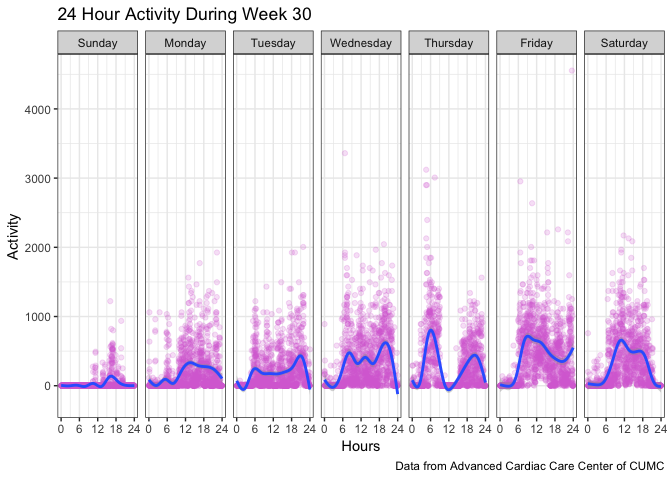 24 Hour Activity During Week 30
Sunday Monday Tuesday Wednesday Thursday Friday Saturday
4000
3000
2000
1000
0
Activity
0 6 12 18 24 0 6 12 18 24 0 6 12 18 24 0 6 12 18 24 0 6 12 18 24 0 6 12 18 24 0 6 12 18 24
Hours
Data from Advanced Cardiac Care Center of CUMC